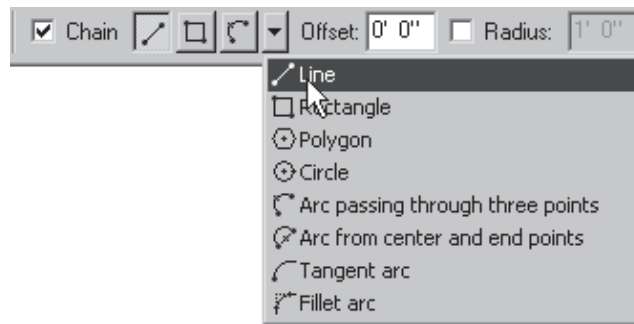 Chain Offset: 0' 0" Radius: 1' 0"
Line
Rectangle
Polygon
Circle
Arc passing through three points
Arc from center and end points
Tangent arc
Fillet arc